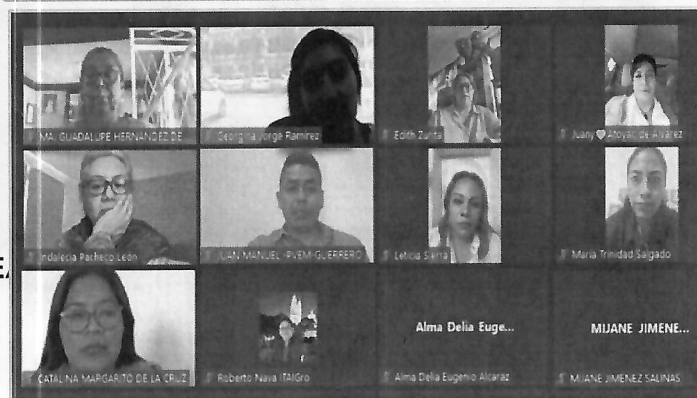 MA. GUADALUPE HERNANDEZ DE
Georgina Jorge Ramirez
Edith Zurita
Juany🤍Atoyac de Alvarez
Indalecia Pacheco León
JUAN MANUEL -PVEM-GUERRERO
Leticia Sierra
Maria Trinidad Salgado
CATALINA MARGARITO DE LA CRUZ
Roberto Nava ITAIGro
Alma Delia Euge...
Alma Delia Eugenio Alcaraz
MIJANE JIMENE...
MIJANE JIMENEZ SALINAS